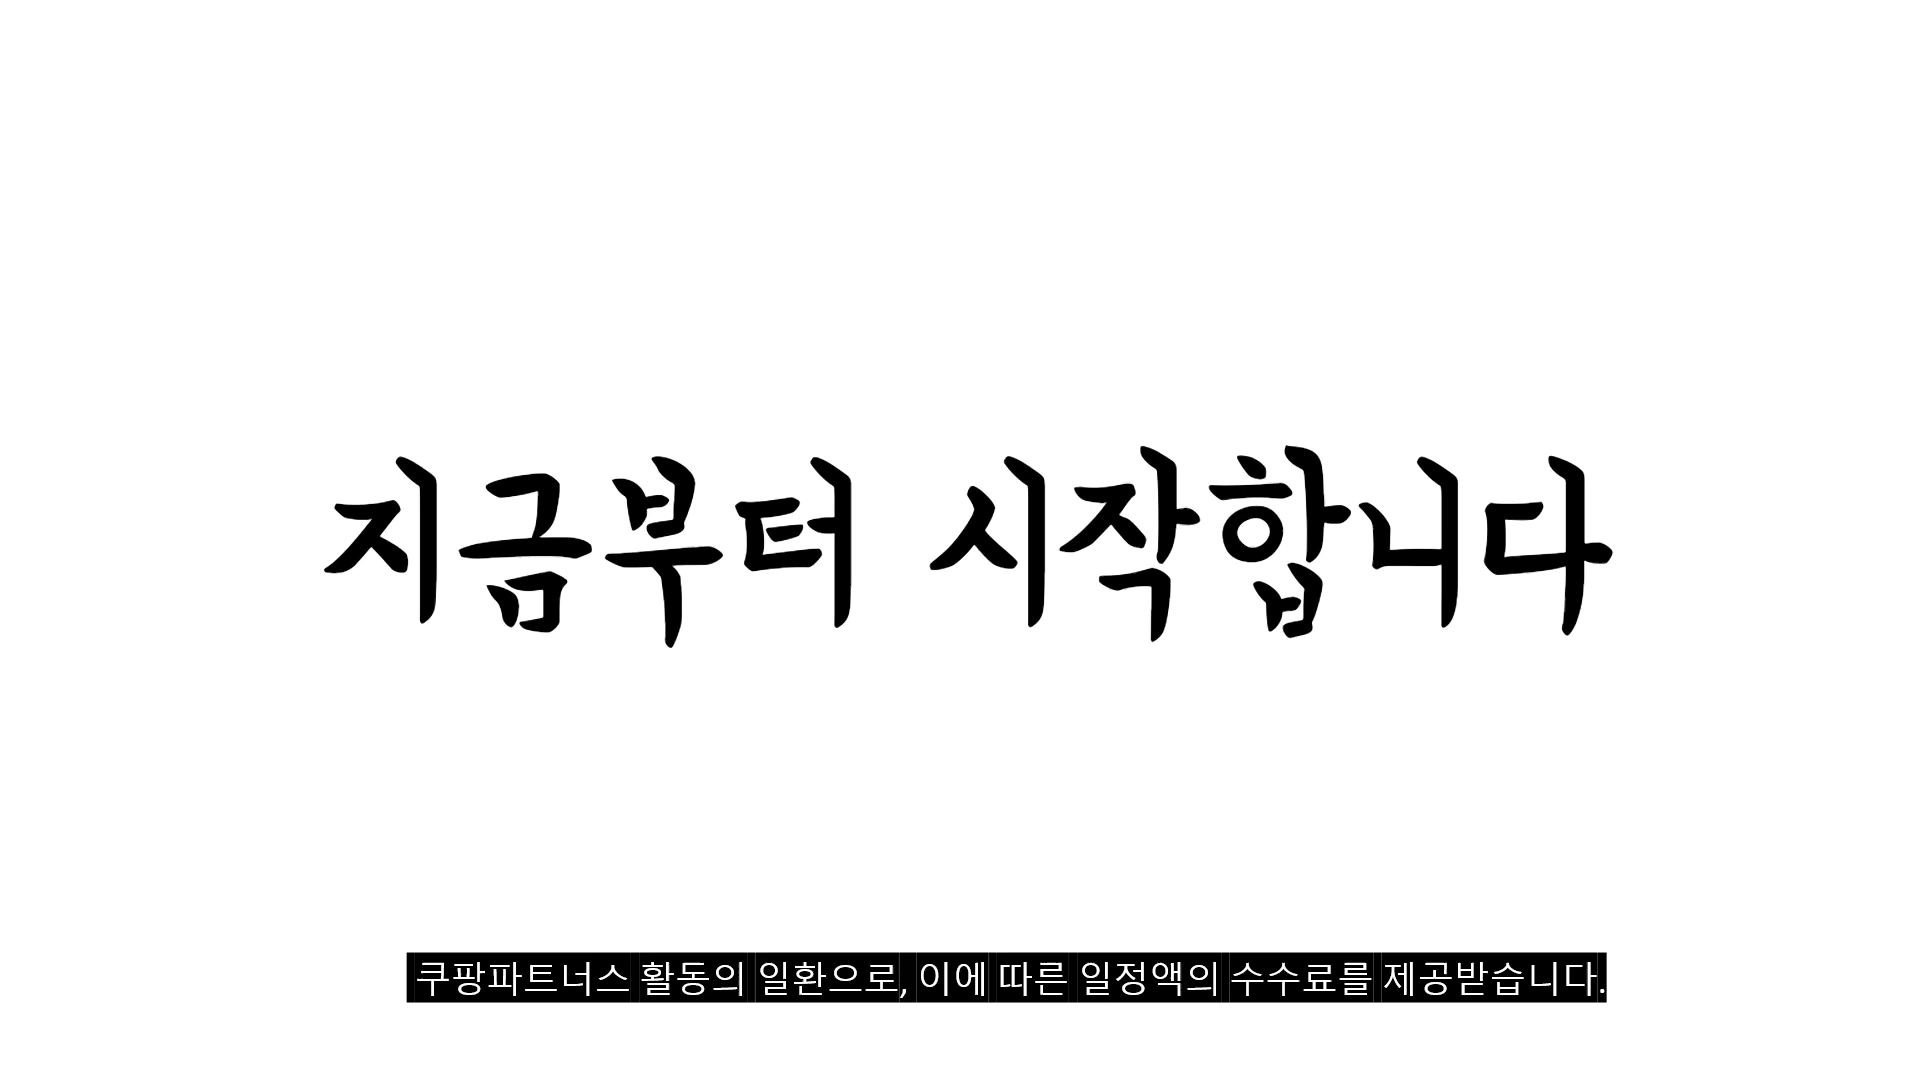 지금부터 시작합니다
쿠팡파트너스 활동의 일환으로, 이에 따른 일정액의 수수료를 제공받습니다.